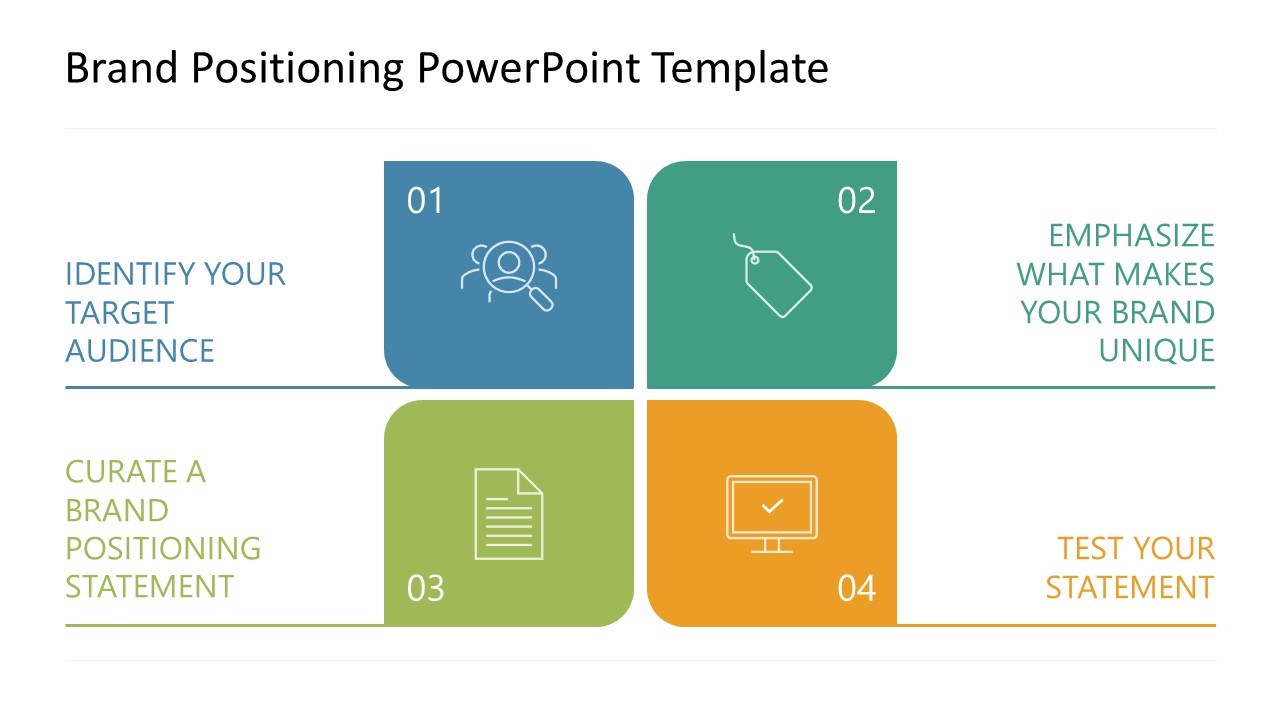 Brand Positioning PowerPoint Template
01
IDENTIFY YOUR
TARGET
AUDIENCE
02
EMPHASIZE
WHAT MAKES
YOUR BRAND
UNIQUE
03
CURATE A
BRAND
POSITIONING
STATEMENT
04
TEST YOUR
STATEMENT